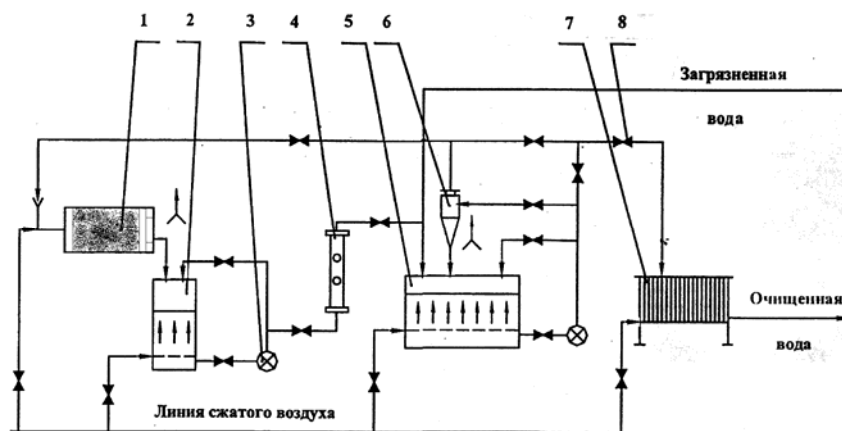 1 2 3 4 5 6 7 8
Загрязненная
вода
Очищенная
вода
Линия сжатого воздуха